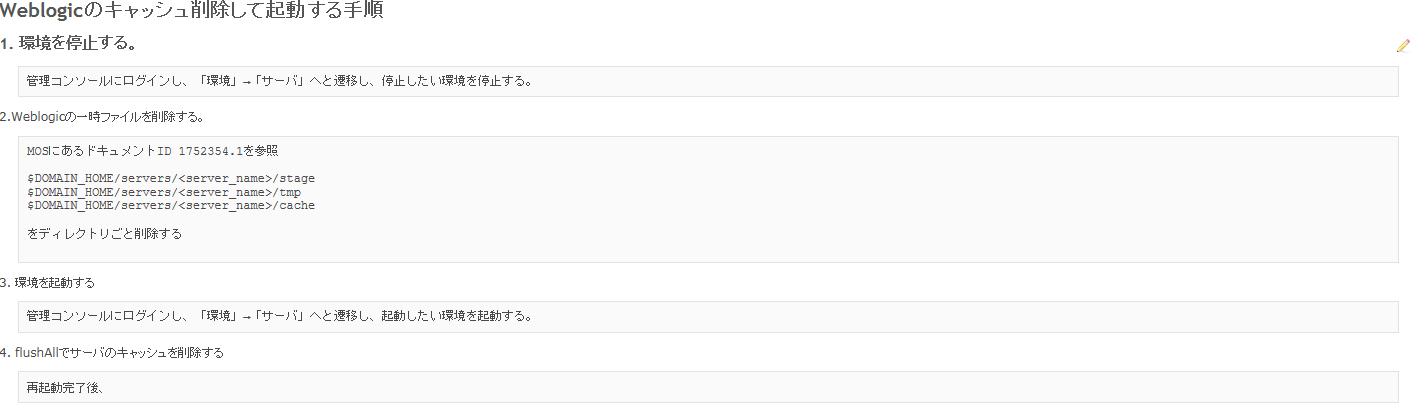 Weblogicのキャッシュ削除して起動する手順
1. 環境を停止する。
管理コンソールにログインし、「環境」→「サーバ」へと遷移し、停止したい環境を停止する。
2.Weblogicの一時ファイルを削除する。
MOSにあるドキュメントID 1752354.1を参照
$DOMAIN_HOME/servers/<server_name>/stage
$DOMAIN_HOME/servers/<server_name>/tmp
$DOMAIN_HOME/servers/<server_name>/cache
をディレクトリごと削除する
3. 環境を起動する
管理コンソールにログインし、「環境」→「サーバ」へと遷移し、起動したい環境を起動する。
4. flushAllでサーバのキャッシュを削除する
再起動完了後、